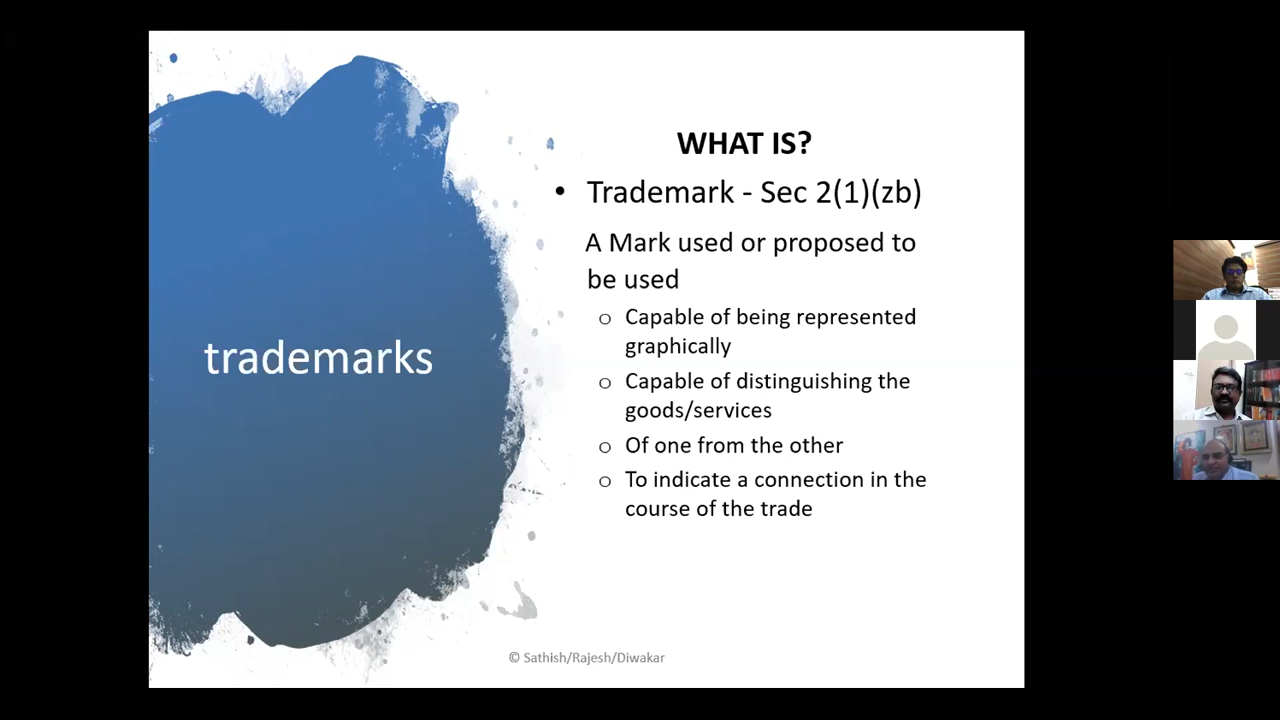 trademarks
WHAT IS?
• Trademark - Sec 2(1)(zb)
A Mark used or proposed to
be used
o Capable of being represented
graphically
o Capable of distinguishing the
goods/services
o Of one from the other
o To indicate a connection in the
course of the trade
© Sathish/Rajesh/Diwakar